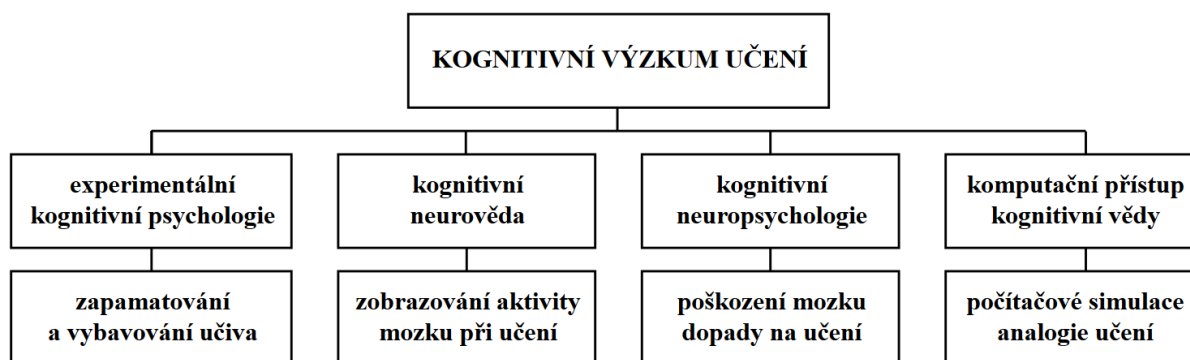 KOGNITIVNÍ VÝZKUM UČENÍ
experimentální
kognitivní psychologie
kognitivní
neurověda
kognitivní
neuropsychologie
komputační přístup
kognitivní vědy
zapamatování
a vybavování učiva
zobrazování aktivity
mozku při učení
poškození mozku
dopady na učení
počítačové simulace
analogie učení